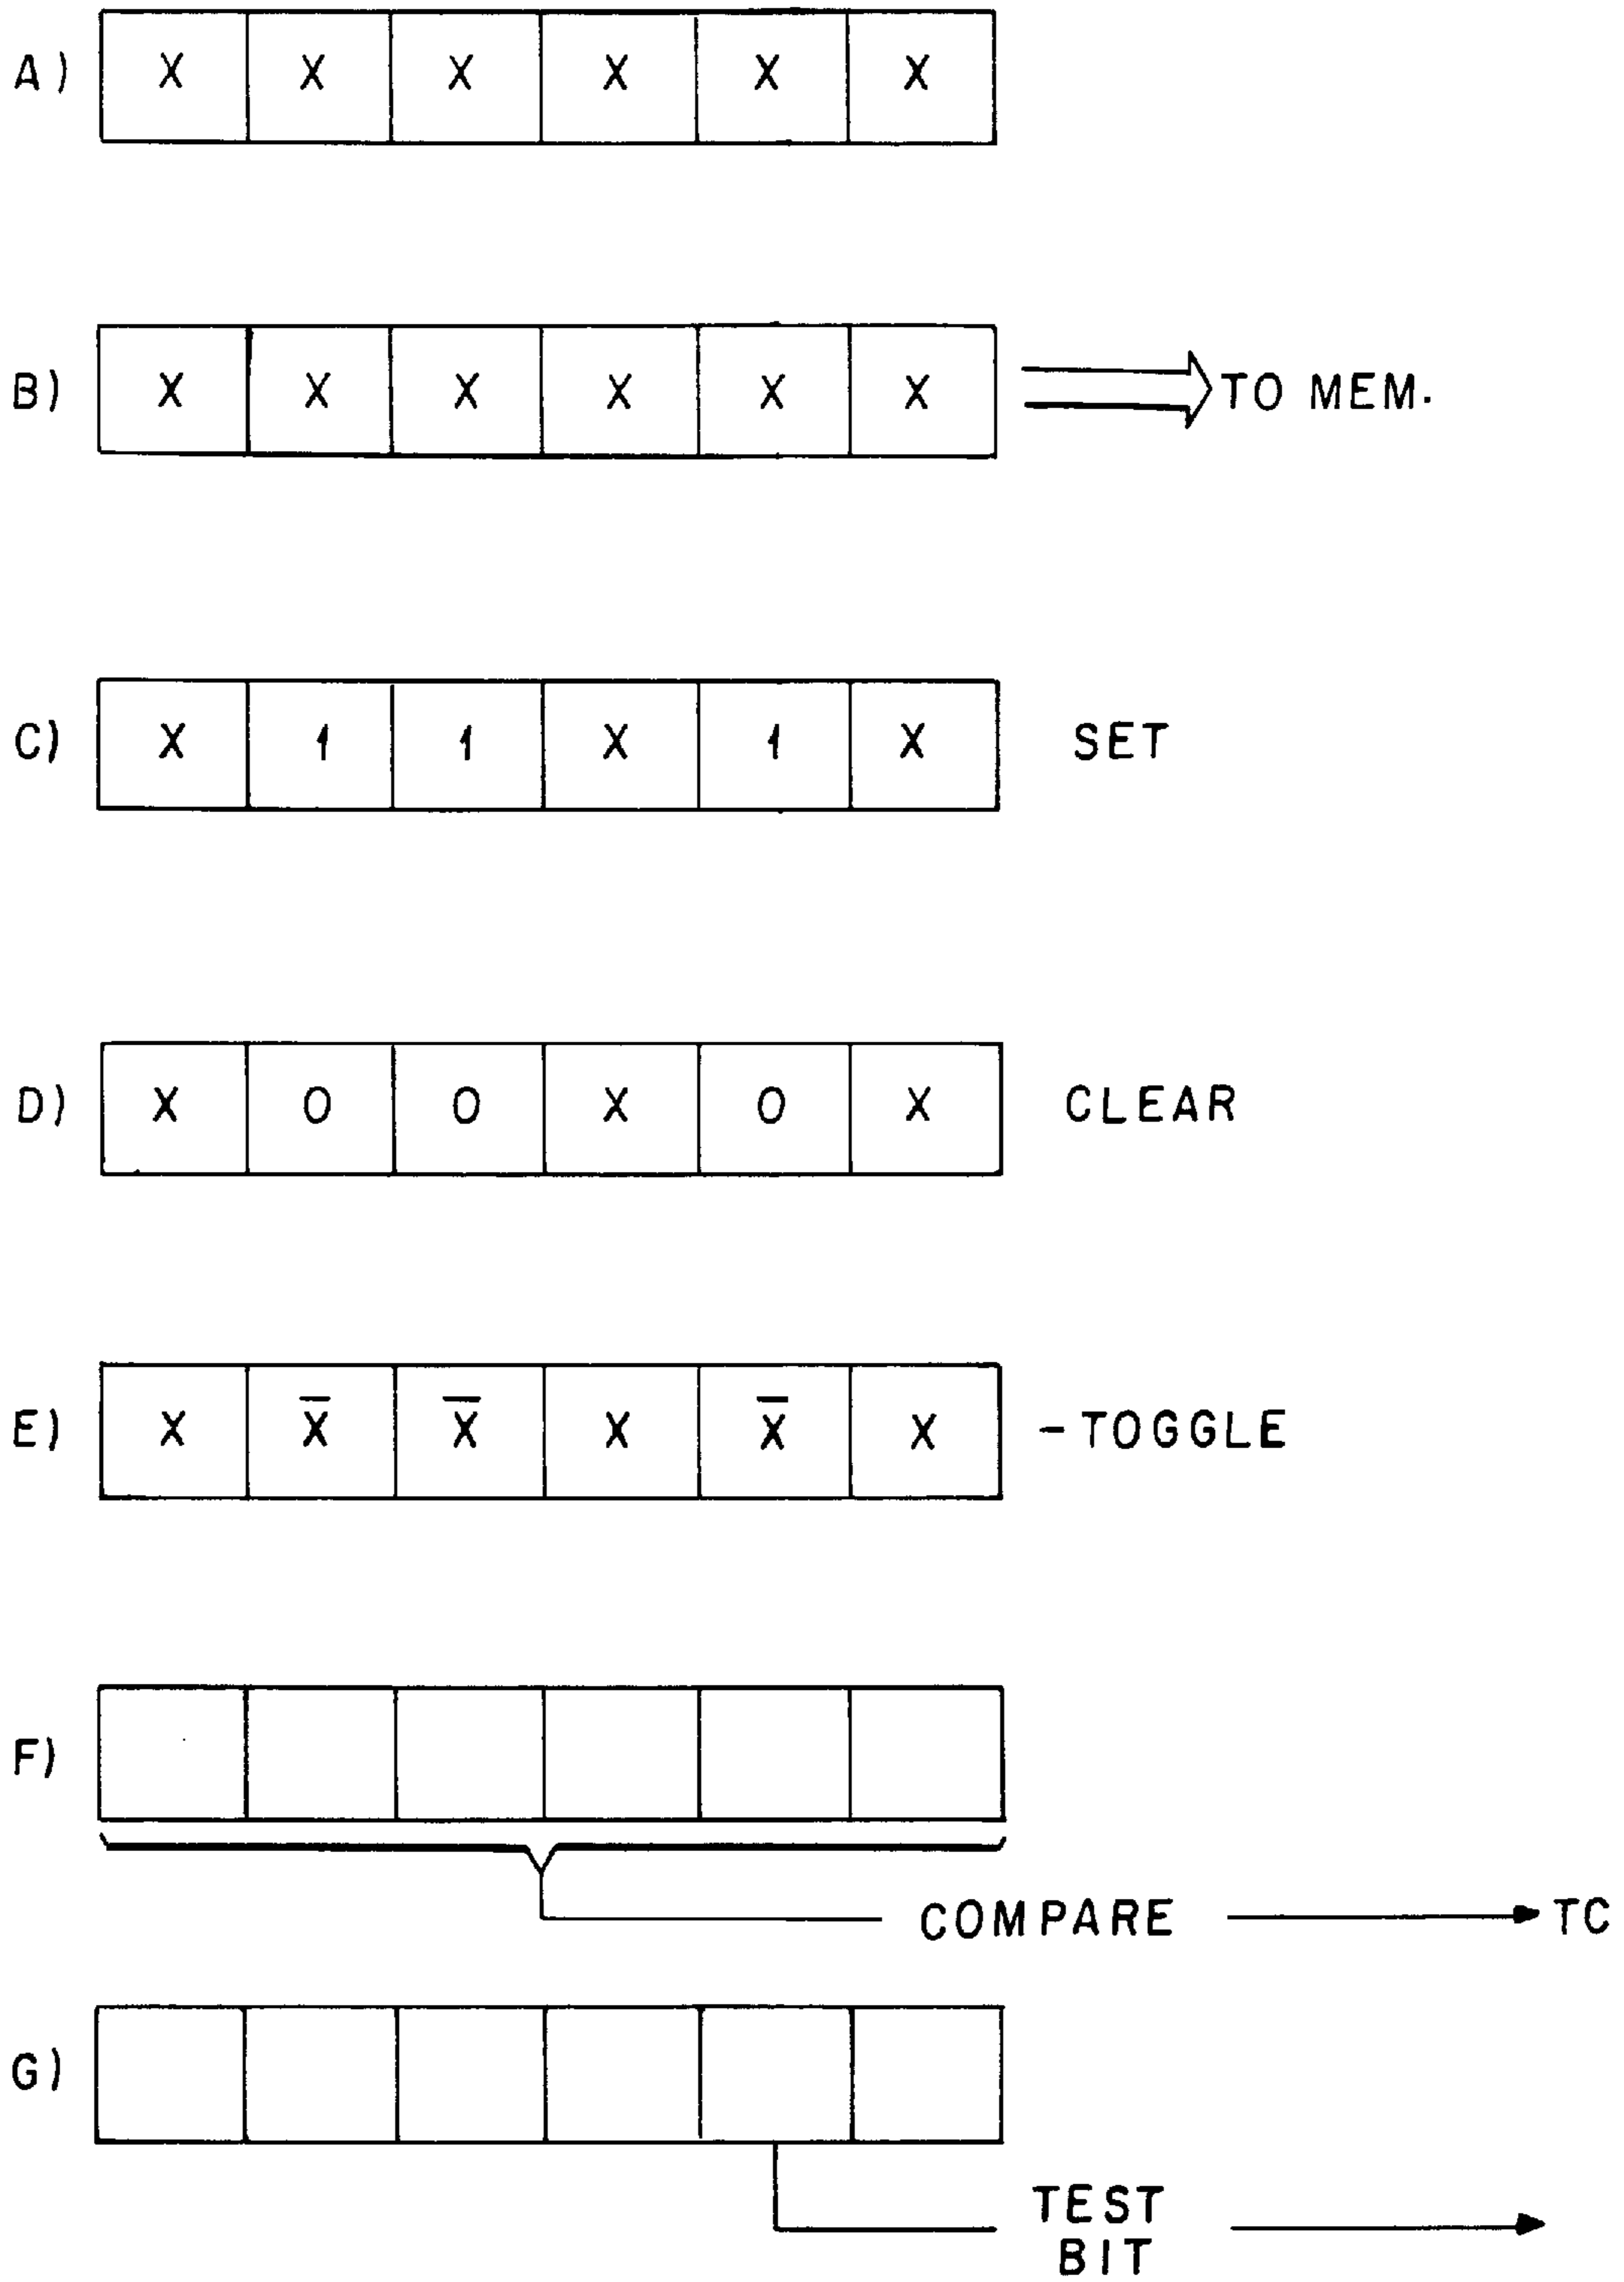 A) X X X X X X
B) X X X X X X TO MEM.
C) X 1 1 X 1 X SET
D) X 0 0 X 0 X CLEAR
E) X X̅ X̅ X X̅ X -TOGGLE
F)
COMPARE TC
G)
TEST
BIT